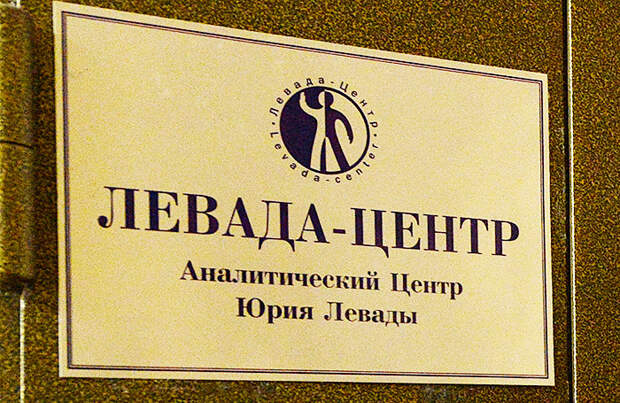 Левада-Центр
Levada-center
ЛЕВАДА-ЦЕНТР
Аналитический Центр
Юрия Левады